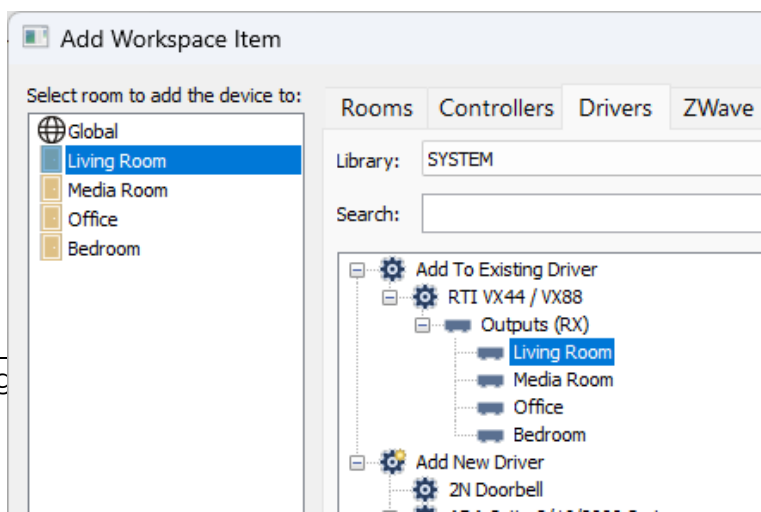 Add Workspace Item
Select room to add the device to:
Global
Living Room
Media Room
Office
Bedroom
Rooms Controllers Drivers ZWave
Library: SYSTEM
Search:
Add To Existing Driver
RTI VX44 / VX88
Outputs (RX)
Living Room
Media Room
Office
Bedroom
Add New Driver
2N Doorbell